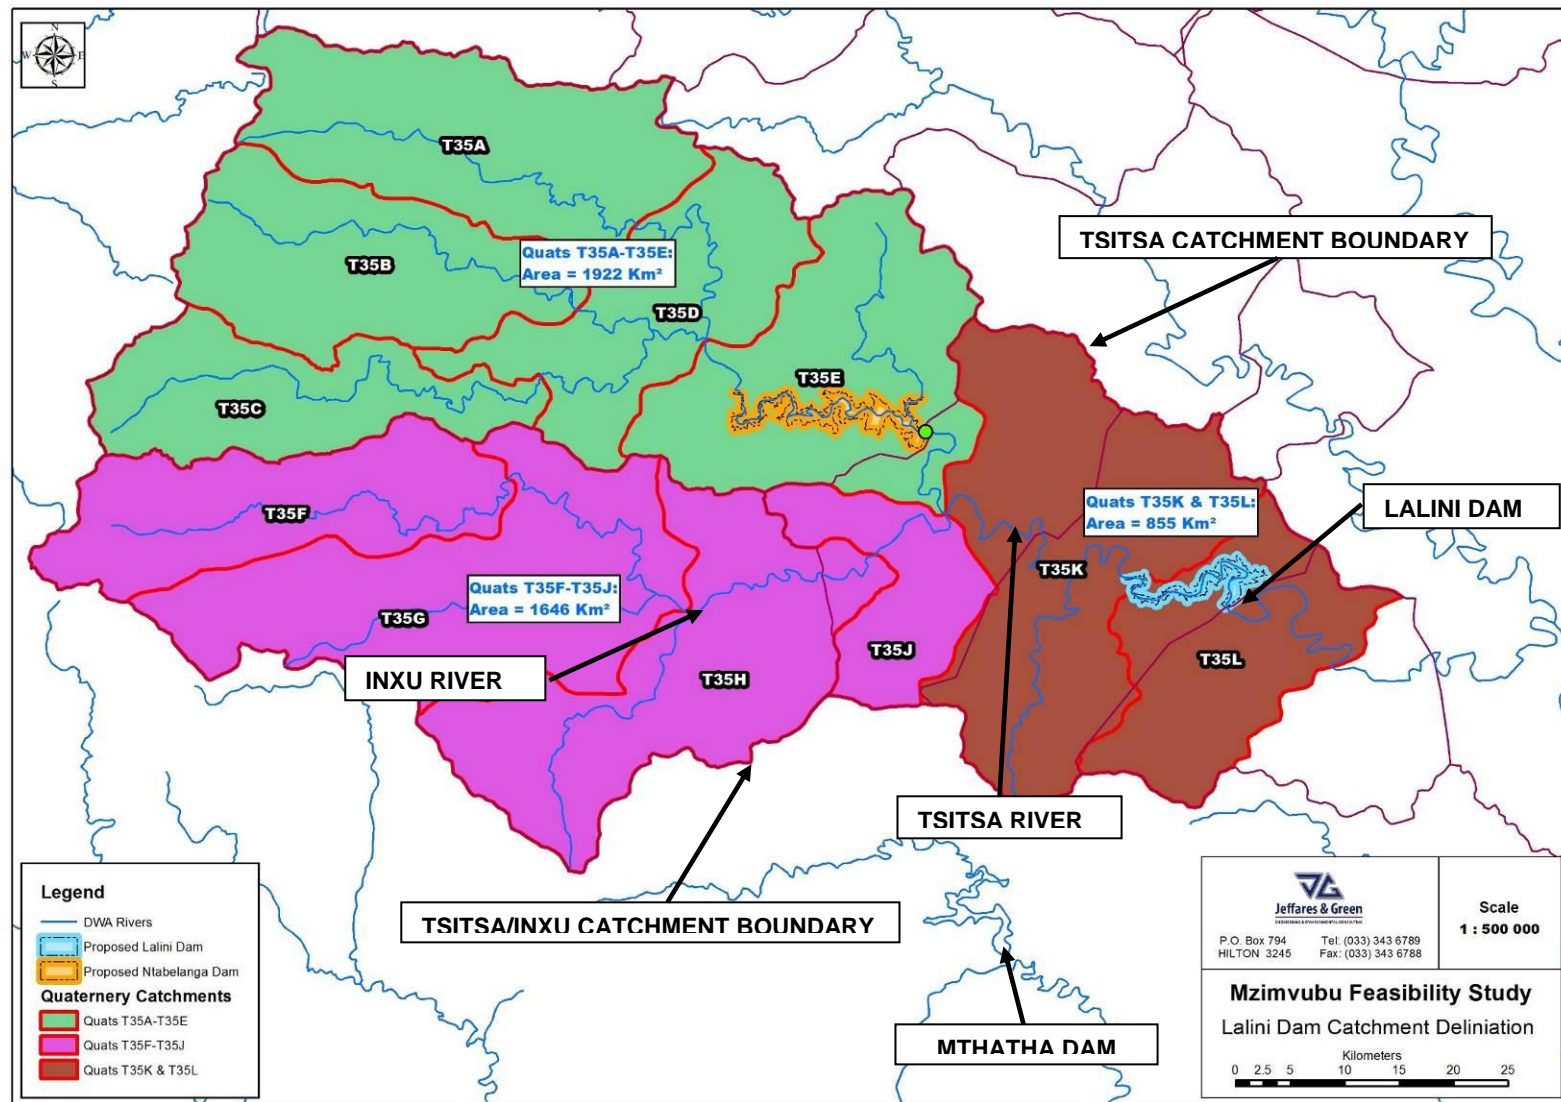 N
W E
S
T35A
TSITSA CATCHMENT BOUNDARY
Quats T35A-T35E:
Area = 1922 Km²
T35B
T35D
T35E
T35C
Quats T35K & T35L:
Area = 855 Km²
LALINI DAM
T35F
T35K
Quats T35F-T35J:
Area = 1646 Km²
T35G
T35J
T35L
INXU RIVER
T35H
TSITSA RIVER
TSITSA/INXU CATCHMENT BOUNDARY
MTHATHA DAM
Legend
DWA Rivers
Proposed Lalini Dam
Proposed Ntabelanga Dam
Quaternery Catchments
Quats T35A-T35E
Quats T35F-T35J
Quats T35K & T35L
JG
Jeffares & Green
P.O. Box 794 Tel: (033) 343 6789
HILTON 3245 Fax: (033) 343 6788
Scale
1 : 500 000
Mzimvubu Feasibility Study
Lalini Dam Catchment Deliniation
Kilometers
0 2.5 5 10 15 20 25